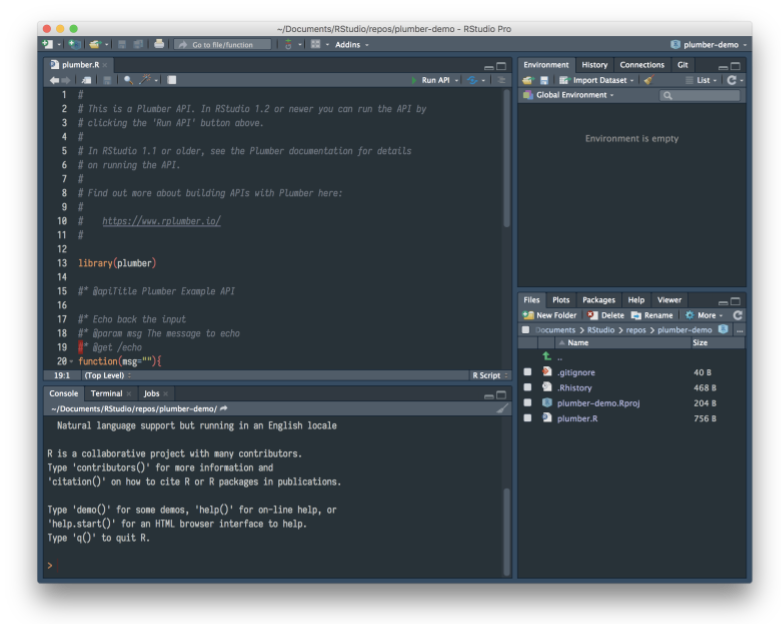 ~/Documents/RStudio/repos/plumber-demo - RStudio Pro
Go to file/function
Addins
plumber-demo
plumber.R
Run API
1 #
2 # This is a Plumber API. In RStudio 1.2 or newer you can run the API by
3 # clicking the 'Run API' button above.
4 #
5 # In RStudio 1.1 or older, see the Plumber documentation for details
6 # on running the API.
7 #
8 # Find out more about building APIs with Plumber here:
9 #
10 #    https://www.rplumber.io/
11 #
12
13 library(plumber)
14
15 #* @apiTitle Plumber Example API
16
17 #* Echo back the input
18 #* @param msg The message to echo
19 #* @get /echo
20 function(msg=""){
19:1 (Top Level)
R Script
Console Terminal Jobs
~/Documents/RStudio/repos/plumber-demo/
Natural language support but running in an English locale
R is a collaborative project with many contributors.
Type 'contributors()' for more information and
'citation()' on how to cite R or R packages in publications.
Type 'demo()' for some demos, 'help()' for on-line help, or
'help.start()' for an HTML browser interface to help.
Type 'q()' to quit R.
>
Environment History Connections Git
Import Dataset
List
Global Environment
Environment is empty
Files Plots Packages Help Viewer
New Folder Delete Rename More
Documents > RStudio > repos > plumber-demo ...
Name Size
..
.gitignore 40 B
.Rhistory 468 B
plumber-demo.Rproj 204 B
plumber.R 756 B